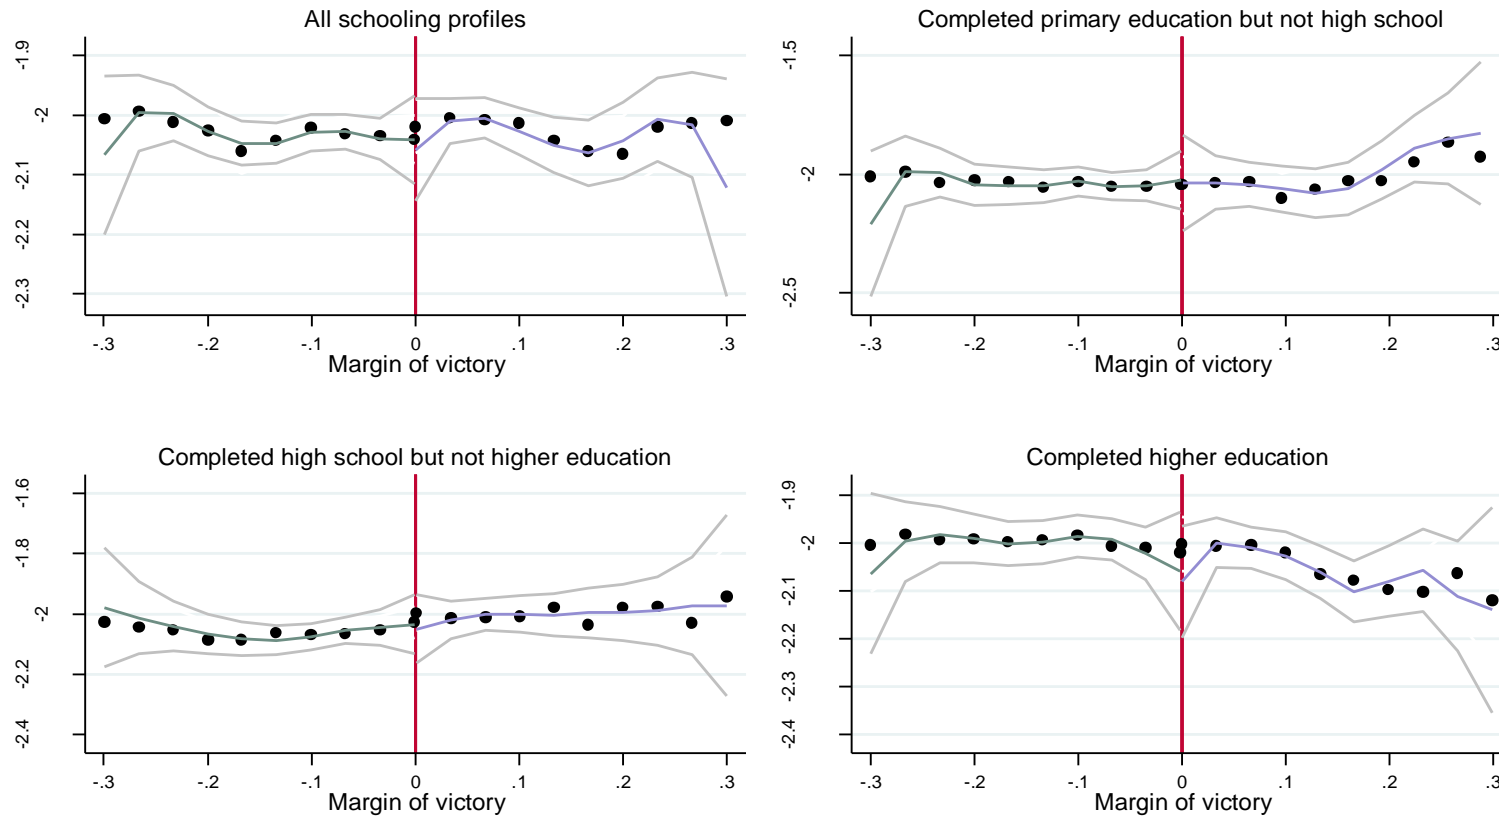 All schooling profiles
-1.9
-2
-2.1
-2.2
-2.3
-.3 -.2 -.1 0 .1 .2 .3
Margin of victory
Completed primary education but not high school
-1.5
-2
-2.5
-.3 -.2 -.1 0 .1 .2 .3
Margin of victory
Completed high school but not higher education
-1.6
-1.8
-2
-2.2
-2.4
-.3 -.2 -.1 0 .1 .2 .3
Margin of victory
Completed higher education
-1.9
-2
-2.1
-2.2
-2.3
-2.4
-.3 -.2 -.1 0 .1 .2 .3
Margin of victory